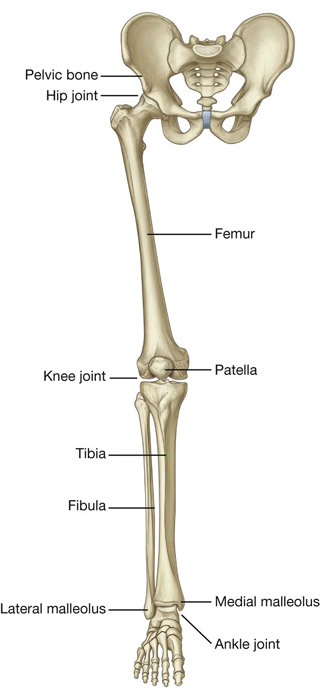 Pelvic bone
Hip joint
Femur
Knee joint
Patella
Tibia
Fibula
Lateral malleolus
Medial malleolus
Ankle joint